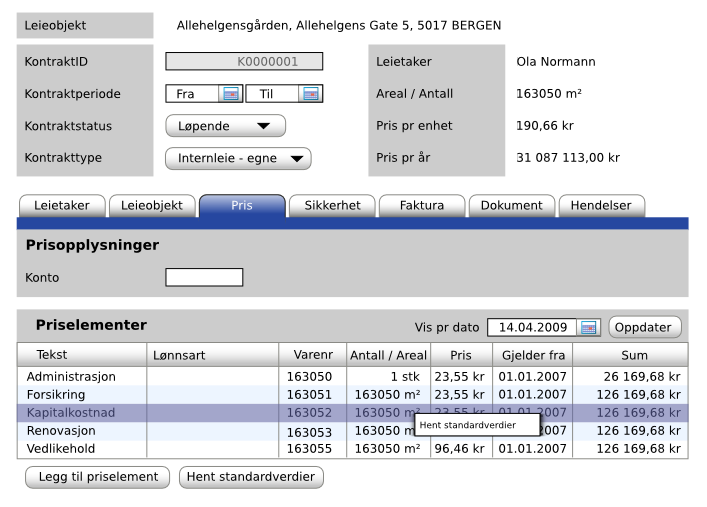 Leieobjekt Allehelgensgården, Allehelgens Gate 5, 5017 BERGEN
KontraktID K0000001 Leietaker Ola Normann
Kontraktperiode Fra Til Areal / Antall 163050 m²
Kontraktstatus Løpende Pris pr enhet 190,66 kr
Kontrakttype Internleie - egne Pris pr år 31 087 113,00 kr
Leietaker Leieobjekt Pris Sikkerhet Faktura Dokument Hendelser
Prisopplysninger
Konto
Priselementer Vis pr dato 14.04.2009 Oppdater
Tekst Lønnsart Varenr Antall / Areal Pris Gjelder fra Sum
Administrasjon 163050 1 stk 23,55 kr 01.01.2007 26 169,68 kr
Forsikring 163051 163050 m² 23,55 kr 01.01.2007 126 169,68 kr
Kapitalkostnad 163052 163050 m² 23,55 kr 01.01.2007 126 169,68 kr
Hent standardverdier
Renovasjon 163053 163050 m 2007 126 169,68 kr
Vedlikehold 163055 163050 m² 96,46 kr 01.01.2007 126 169,68 kr
Legg til priselement Hent standardverdier